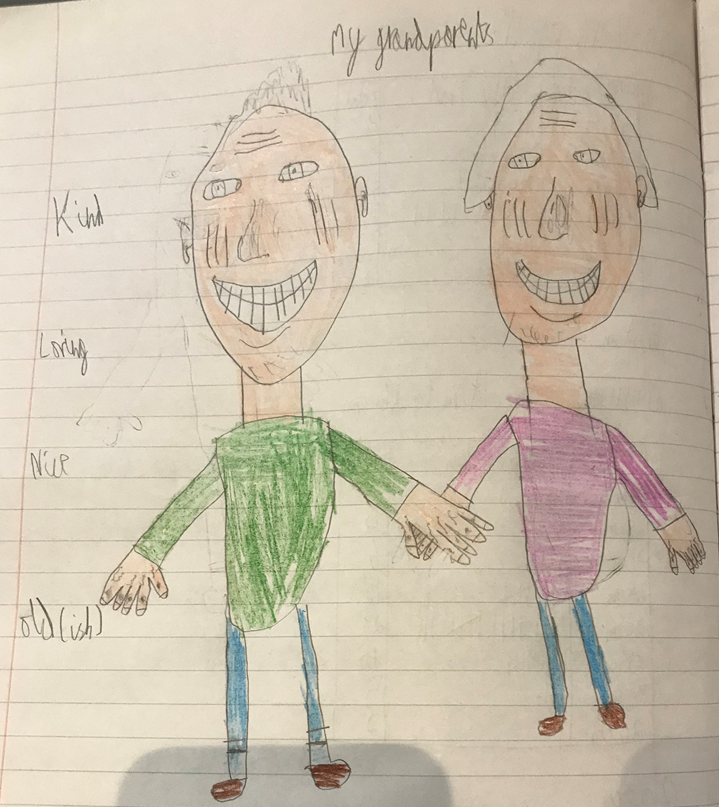 My grandparents
Kind
Loving
Nice
old(ish)